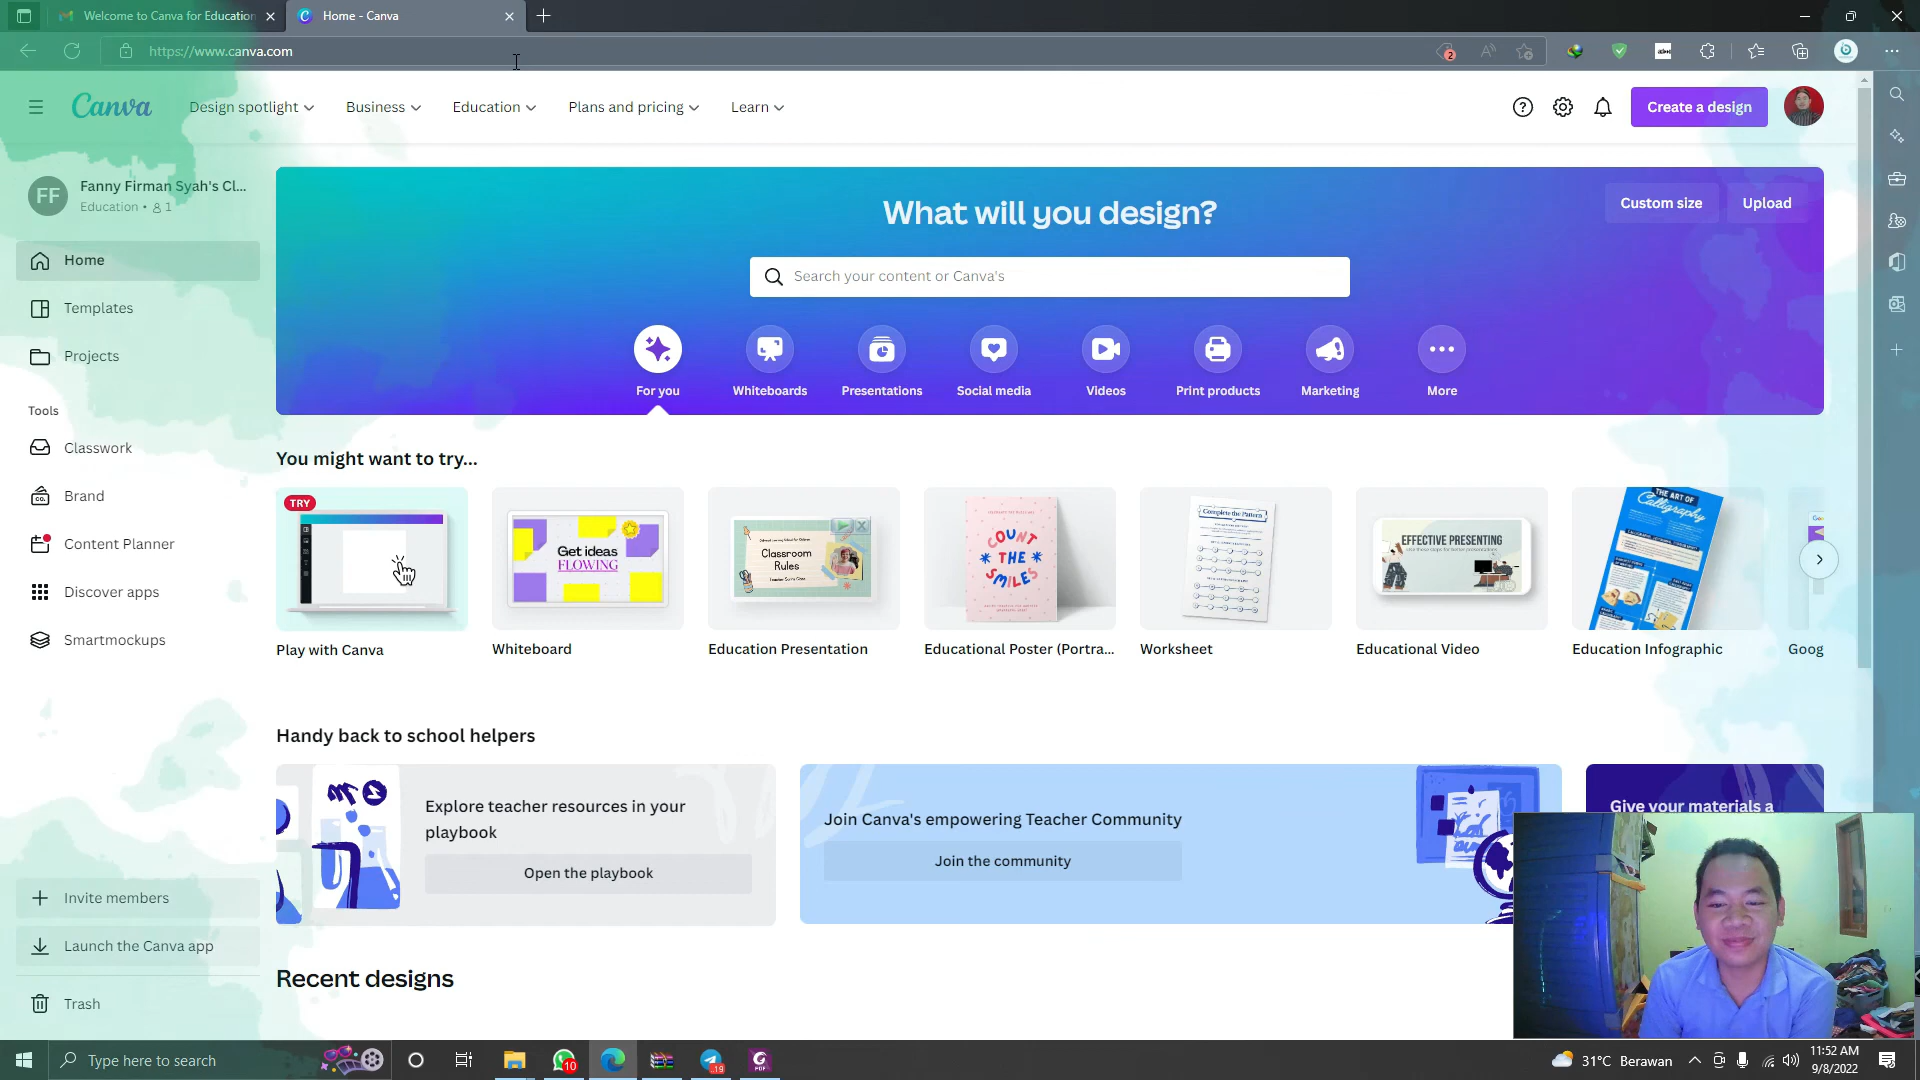 Welcome to Canva for Education
Home - Canva
https://www.canva.com
2
Canva
Design spotlight
Business
Education
Plans and pricing
Learn
Create a design
FF
Fanny Firman Syah's Cl...
Education • 1
Home
Templates
Projects
Tools
Classwork
Brand
Content Planner
Discover apps
Smartmockups
Invite members
Launch the Canva app
Trash
What will you design?
Custom size
Upload
Search your content or Canva's
For you
Whiteboards
Presentations
Social media
Videos
Print products
Marketing
More
You might want to try...
TRY
Play with Canva
Get ideas
FLOWING
Whiteboard
Classroom
Rules
Education Presentation
COUNT
THE
SMILES
Educational Poster (Portra...
Complete the Pattern
Worksheet
EFFECTIVE PRESENTING
Educational Video
THE ART OF
Calligraphy
Education Infographic
Goog
Handy back to school helpers
Explore teacher resources in your
playbook
Open the playbook
Join Canva's empowering Teacher Community
Join the community
Give your materials a
Recent designs
Type here to search
10
19
31°C Berawan
11:52 AM
9/8/2022